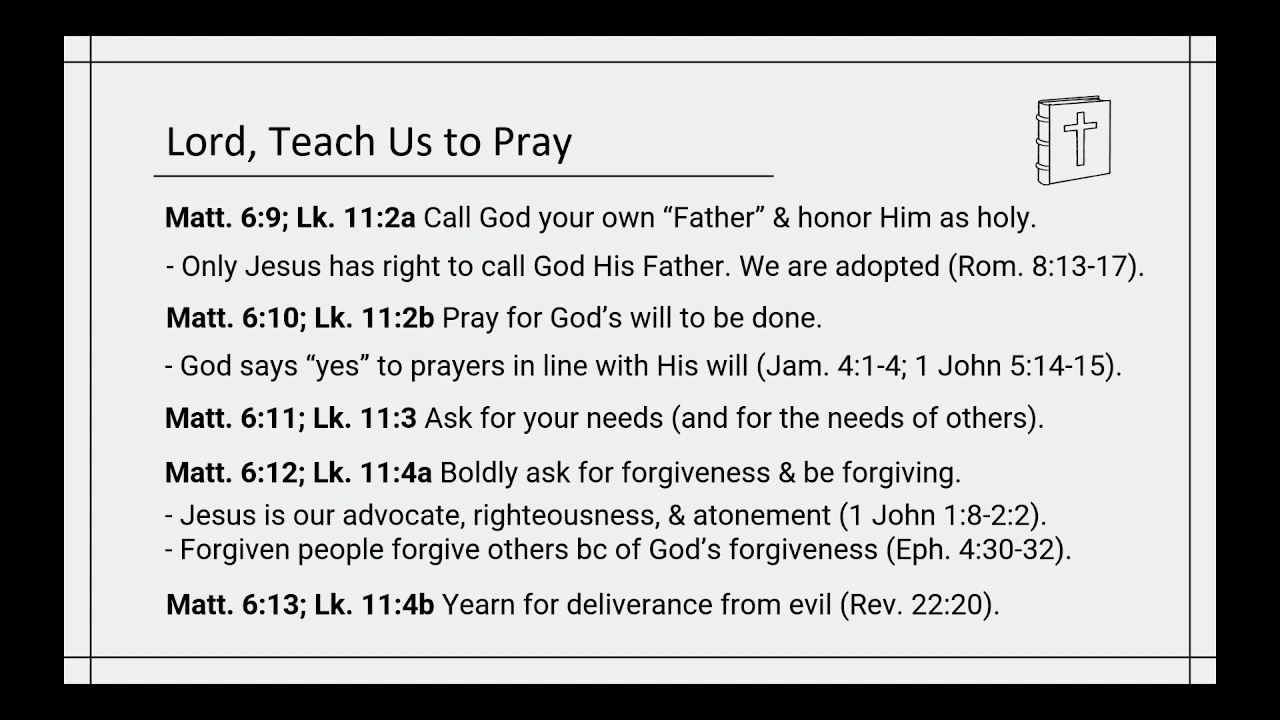 Lord, Teach Us to Pray
Matt. 6:9; Lk. 11:2a Call God your own “Father” & honor Him as holy.
- Only Jesus has right to call God His Father. We are adopted (Rom. 8:13-17).
Matt. 6:10; Lk. 11:2b Pray for God’s will to be done.
- God says “yes” to prayers in line with His will (Jam. 4:1-4; 1 John 5:14-15).
Matt. 6:11; Lk. 11:3 Ask for your needs (and for the needs of others).
Matt. 6:12; Lk. 11:4a Boldly ask for forgiveness & be forgiving.
- Jesus is our advocate, righteousness, & atonement (1 John 1:8-2:2).
- Forgiven people forgive others bc of God’s forgiveness (Eph. 4:30-32).
Matt. 6:13; Lk. 11:4b Yearn for deliverance from evil (Rev. 22:20).